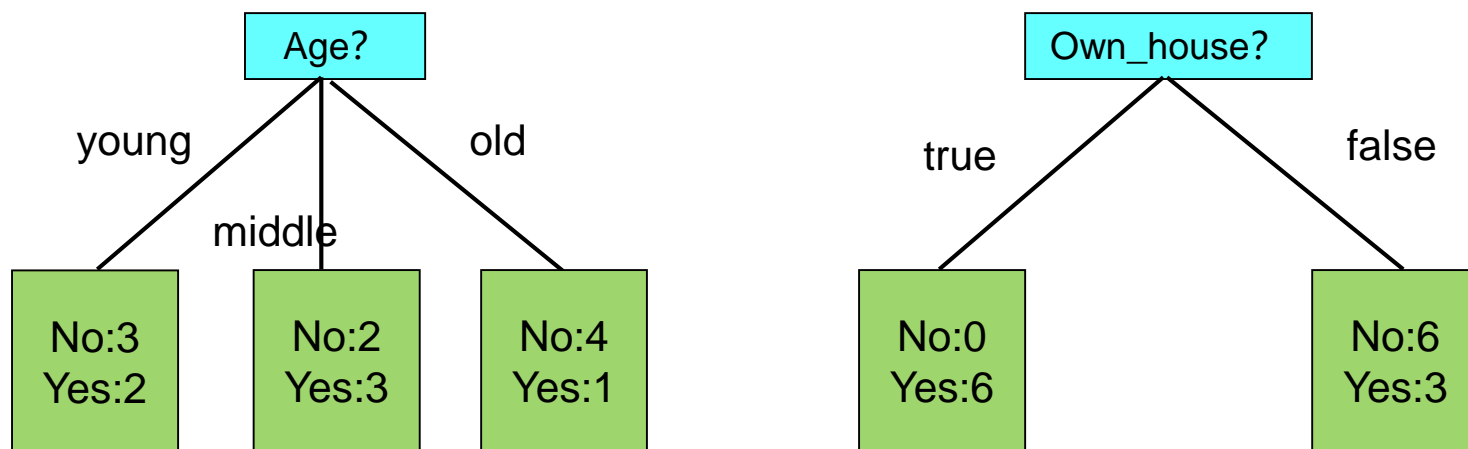 Age?
young
middle
old
No:3
Yes:2
No:2
Yes:3
No:4
Yes:1
Own_house?
true
false
No:0
Yes:6
No:6
Yes:3